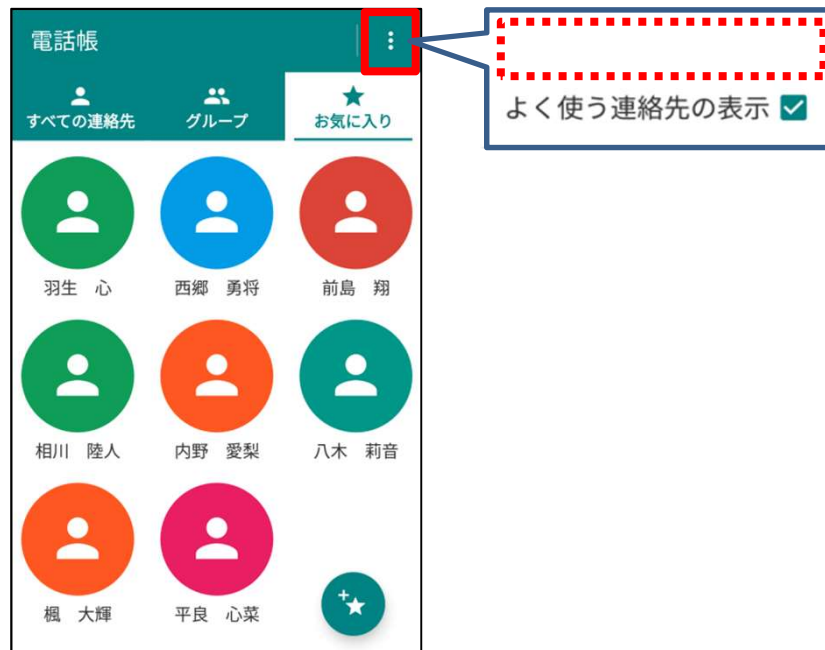 電話帳
すべての連絡先
グループ
お気に入り
よく使う連絡先の表示
羽生 心
西郷 勇将
前島 翔
相川 陸人
内野 愛梨
八木 莉音
楓 大輝
平良 心菜